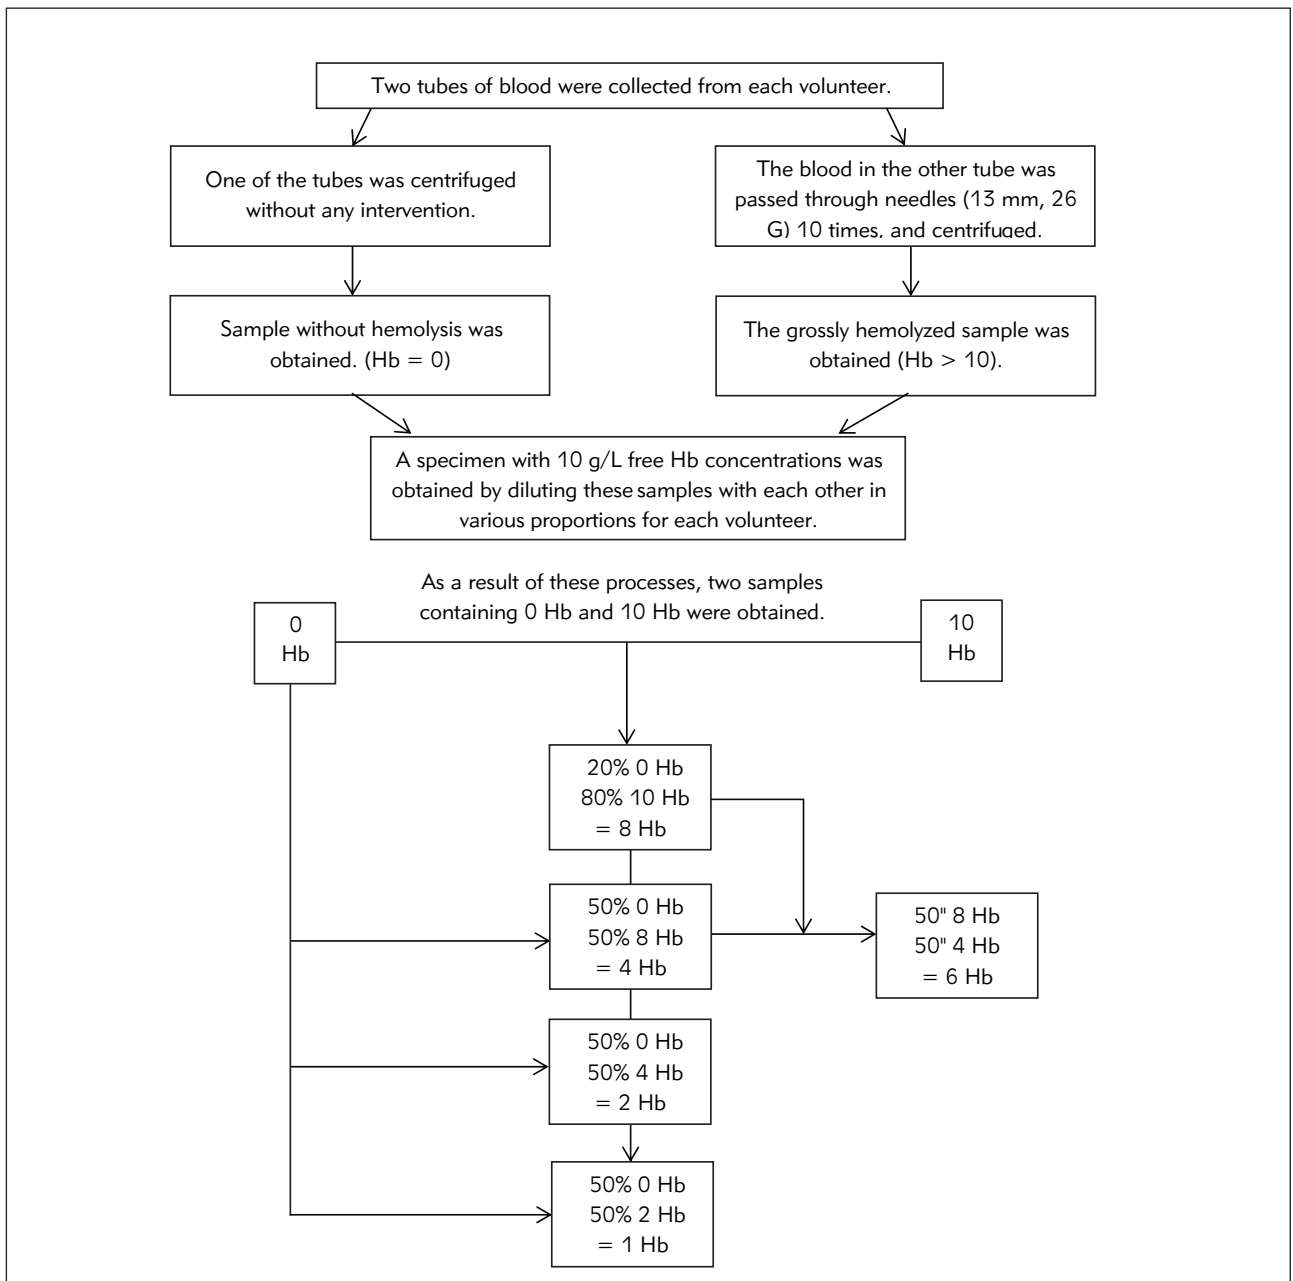 Two tubes of blood were collected from each volunteer.
One of the tubes was centrifuged
without any intervention.
The blood in the other tube was
passed through needles (13 mm, 26
G) 10 times, and centrifuged.
Sample without hemolysis was
obtained. (Hb = 0)
The grossly hemolyzed sample was
obtained (Hb > 10).
A specimen with 10 g/L free Hb concentrations was
obtained by diluting these samples with each other in
various proportions for each volunteer.
As a result of these processes, two samples
containing 0 Hb and 10 Hb were obtained.
0
Hb
10
Hb
20% 0 Hb
80% 10 Hb
= 8 Hb
50% 0 Hb
50% 8 Hb
= 4 Hb
50" 8 Hb
50" 4 Hb
= 6 Hb
50% 0 Hb
50% 4 Hb
= 2 Hb
50% 0 Hb
50% 2 Hb
= 1 Hb